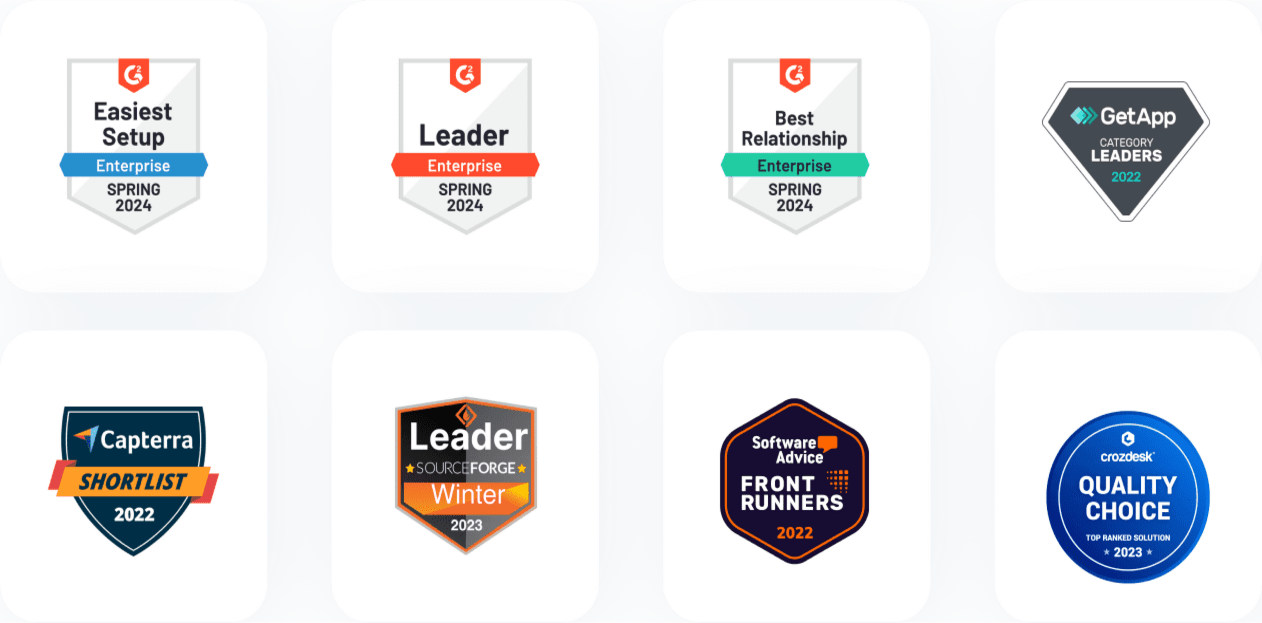 G2
Easiest
Setup
Enterprise
SPRING
2024
G2
Leader
Enterprise
SPRING
2024
G2
Best
Relationship
Enterprise
SPRING
2024
GetApp
CATEGORY
LEADERS
2022
Capterra
SHORTLIST
2022
Leader
SOURCEFORGE
Winter
2023
Software
Advice
FRONT
RUNNERS
2022
crozdesk
QUALITY
CHOICE
TOP RANKED SOLUTION
2023